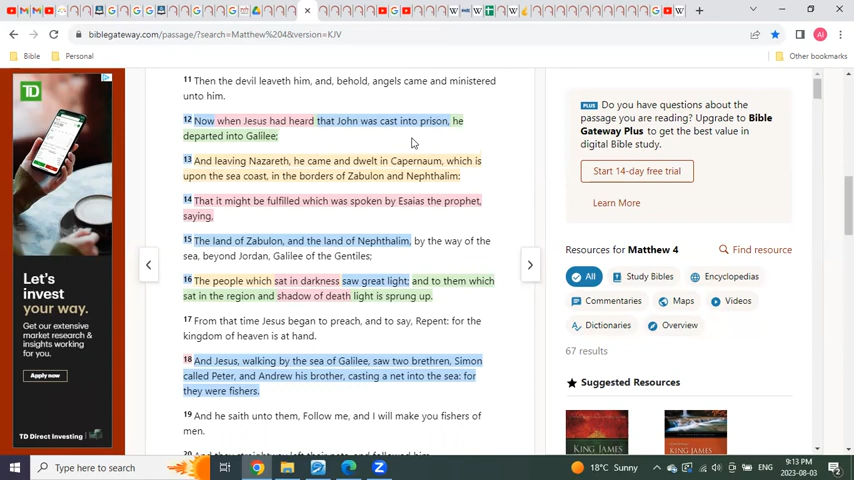 biblegateway.com/passage/?search=Matthew%204&version=KJV
Bible
Personal
Other bookmarks
TD
Let's
invest
your way.
Expand our extensive
market research &
insights working
for you.
Apply now
TD Direct Investing
11 Then the devil leaveth him, and, behold, angels came and ministered
unto him.
12 Now when Jesus had heard that John was cast into prison, he
departed into Galilee;
13 And leaving Nazareth, he came and dwelt in Capernaum, which is
upon the sea coast, in the borders of Zabulon and Nephthalim:
14 That it might be fulfilled which was spoken by Esaias the prophet,
saying,
15 The land of Zabulon, and the land of Nephthalim, by the way of the
sea, beyond Jordan, Galilee of the Gentiles;
16 The people which sat in darkness saw great light; and to them which
sat in the region and shadow of death light is sprung up.
17 From that time Jesus began to preach, and to say, Repent: for the
kingdom of heaven is at hand.
18 And Jesus, walking by the sea of Galilee, saw two brethren, Simon
called Peter, and Andrew his brother, casting a net into the sea: for
they were fishers.
19 And he saith unto them, Follow me, and I will make you fishers of
men.
PLUS Do you have questions about the
passage you are reading? Upgrade to Bible
Gateway Plus to get the best value in
digital Bible study.
Start 14-day free trial
Learn More
Resources for Matthew 4
Find resource
All
Study Bibles
Encyclopedias
Commentaries
Maps
Videos
Dictionaries
Overview
67 results
Suggested Resources
KING JAMES
KING JAMES
Type here to search
18°C Sunny
ENG
9:13 PM
2023-08-03
2